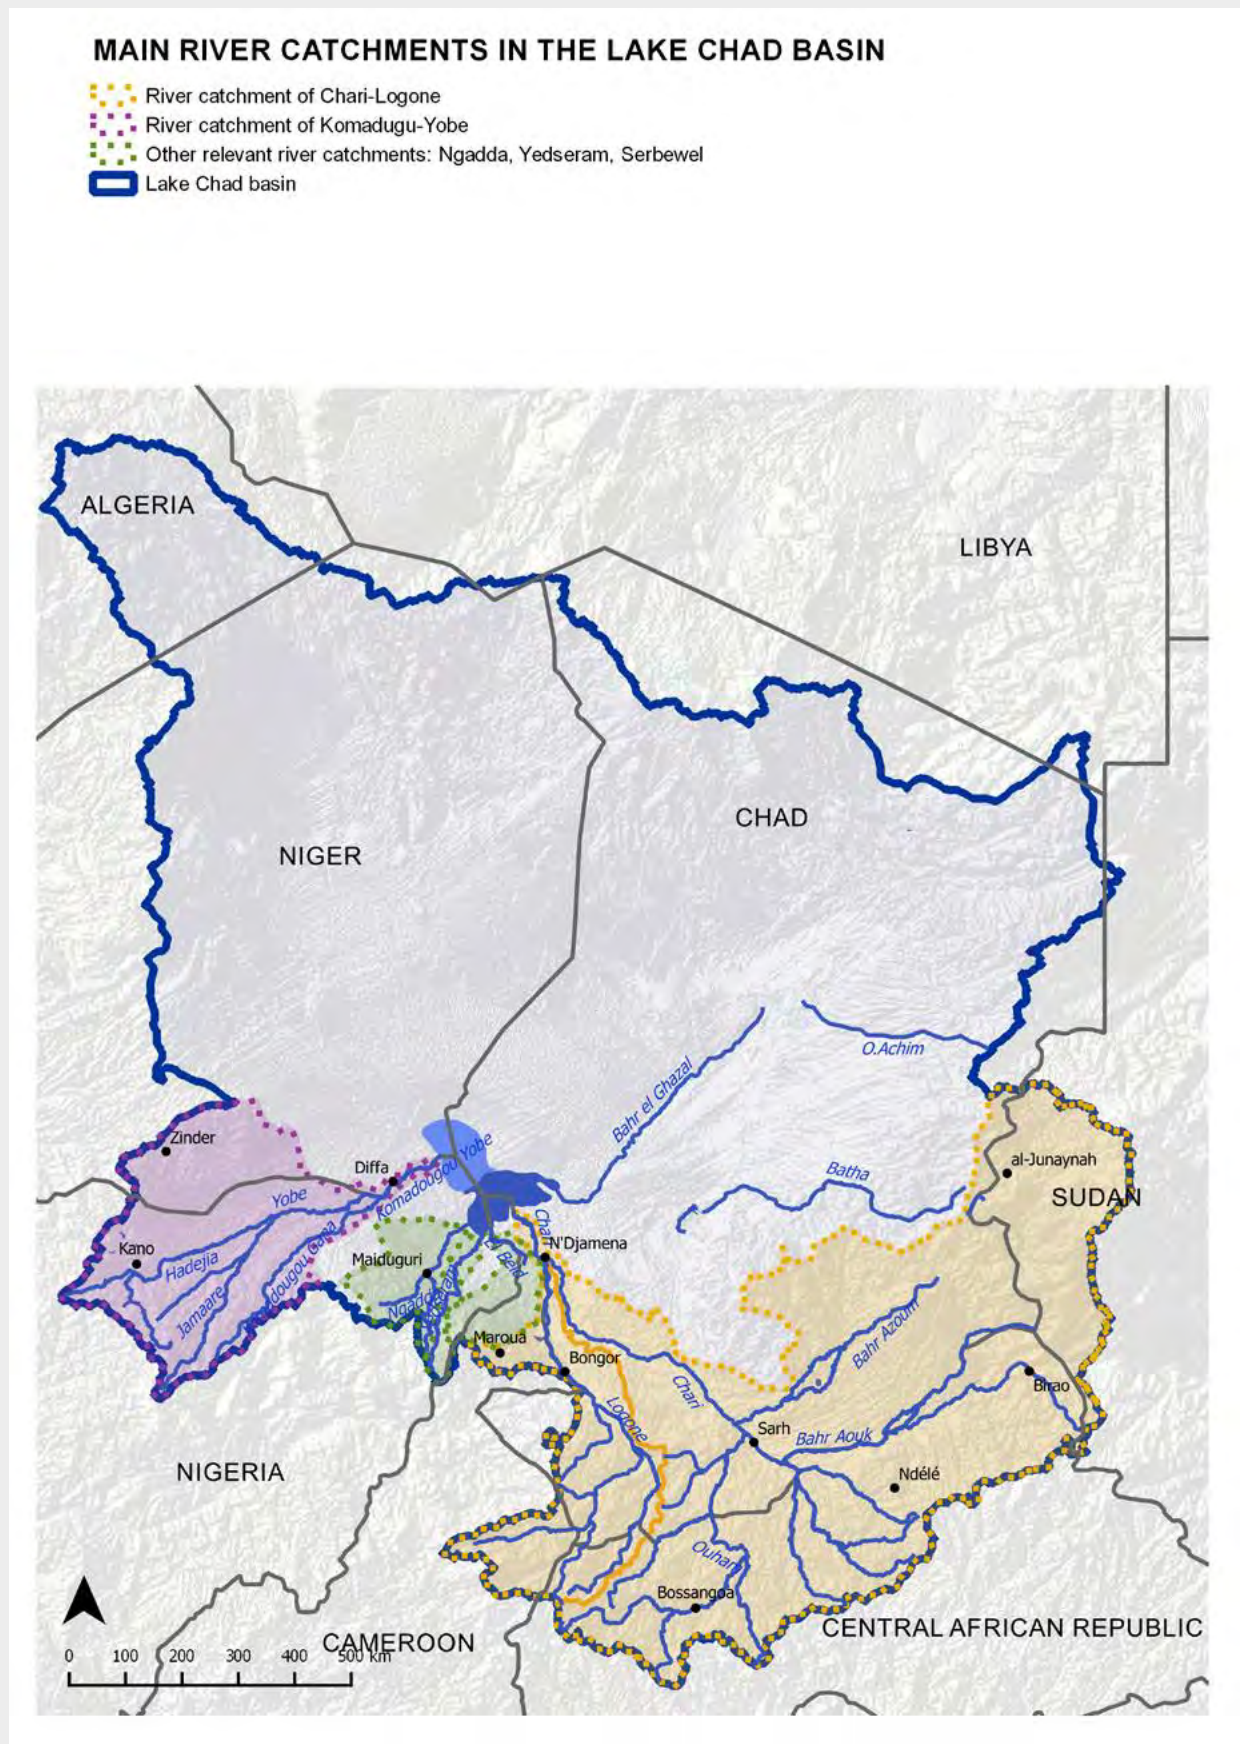 MAIN RIVER CATCHMENTS IN THE LAKE CHAD BASIN
River catchment of Chari-Logone
River catchment of Komadugu-Yobe
Other relevant river catchments: Ngadda, Yedseram, Serbewel
Lake Chad basin
ALGERIA
LIBYA
CHAD
NIGER
O.Achim
Bahr el Ghazal
Zinder
Diffa
Komadougou Yobe
al-Junaynah
Batha
SUDAN
Yobe
Kano
Hadejia
Maiduguri
El Beid
N'Djamena
Jamaare
Maroua
Bongor
Bahr Azoum
Birao
Chari
Logone
Sarh
Bahr Aouk
NIGERIA
Ndélé
Ouham
Bossangoa
CENTRAL AFRICAN REPUBLIC
CAMEROON
0 100 200 300 400 500 km